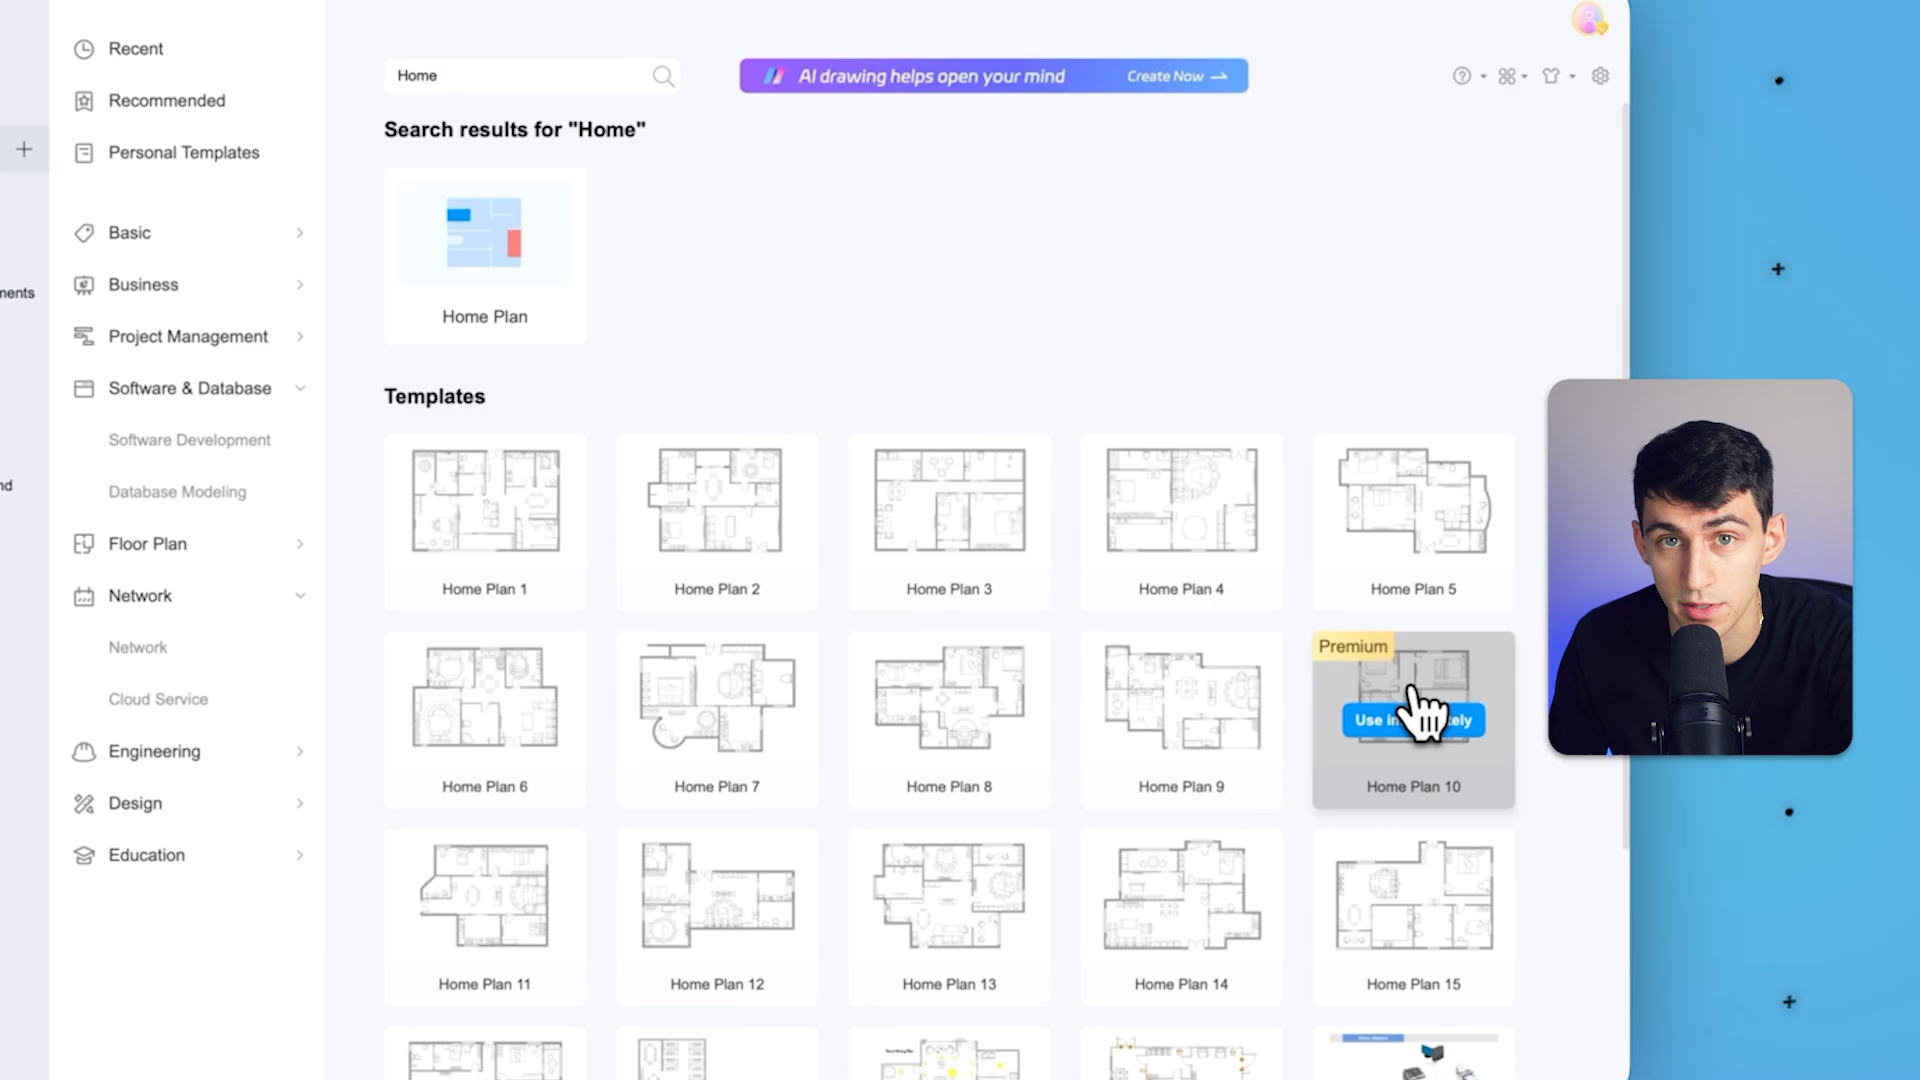 Recent
Recommended
Personal Templates
Basic
Business
ments
Project Management
Software & Database
Software Development
nd
Database Modeling
Floor Plan
Network
Network
Cloud Service
Engineering
Design
Education
Home
AI drawing helps open your mind
Create Now
Search results for "Home"
Home Plan
Templates
Home Plan 1
Home Plan 2
Home Plan 3
Home Plan 4
Home Plan 5
Premium
Use
Home Plan 6
Home Plan 7
Home Plan 8
Home Plan 9
Home Plan 10
Home Plan 11
Home Plan 12
Home Plan 13
Home Plan 14
Home Plan 15